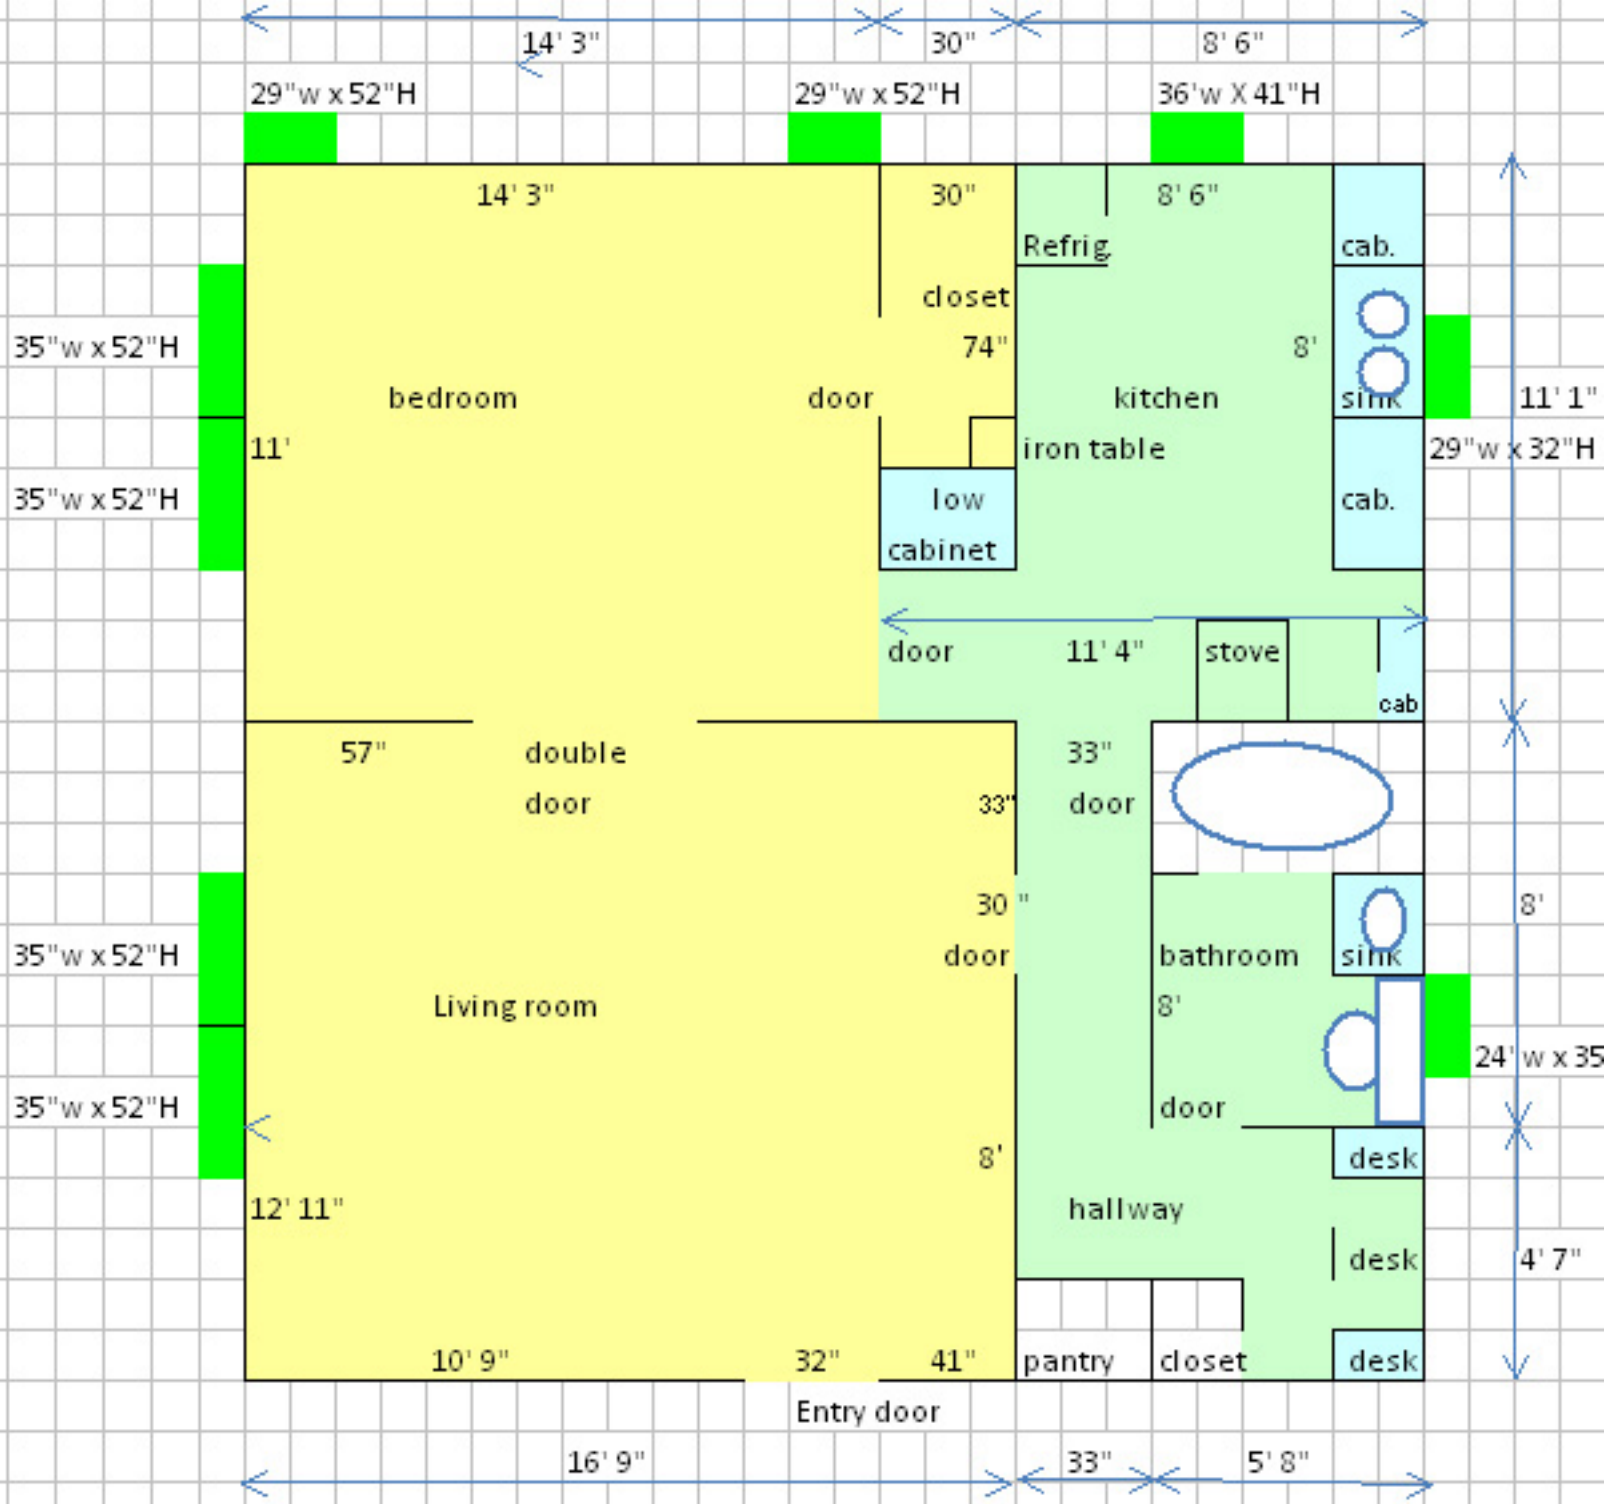 14' 3" 30" 8' 6"
29"w x 52"H 29"w x 52"H 36'w X 41"H
14' 3" 30" 8' 6"
Refrig. cab.
closet
35"w x 52"H 74" 8'
bedroom door kitchen sink 11' 1"
11' iron table 29"w x 32"H
35"w x 52"H low cab.
cabinet
door 11' 4" stove
cab
57" double 33"
door 33" door
30 " 8'
35"w x 52"H door bathroom sink
Living room 8'
24' w x 35
35"w x 52"H door
8' desk
12' 11" hallway
desk 4' 7"
10' 9" 32" 41" pantry closet desk
Entry door
16' 9" 33" 5' 8"